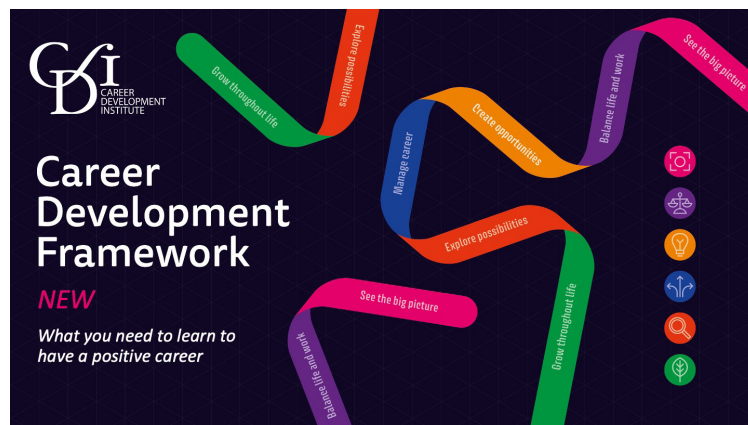 CDI
CAREER
DEVELOPMENT
INSTITUTE
Career
Development
Framework
NEW
What you need to learn to
have a positive career
Grow throughout life
Explore possibilities
Manage career
Create opportunities
Balance life and work
See the big picture
Explore possibilities
Grow throughout life
See the big picture
Balance life and work